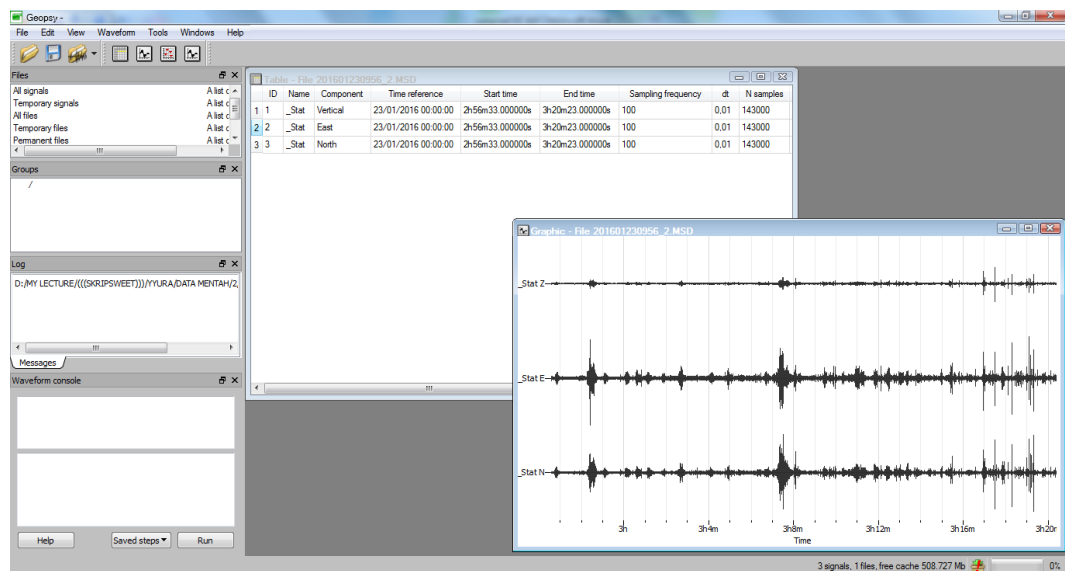 Geopsy -
File Edit View Waveform Tools Windows Help
Files
All signals A list c
Temporary signals A list c
All files A list c
Temporary files A list c
Permanent files A list c
Groups
/
Log
D:/MY LECTURE/(((SKRIPSWEET)))/YYURA/DATA MENTAH/2,
Messages
Waveform console
Help Saved steps Run
Table - File 201601230956_2.MSD
ID Name Component Time reference Start time End time Sampling frequency dt N samples
1 1 _Stat Vertical 23/01/2016 00:00:00 2h56m33.000000s 3h20m23.000000s 100 0,01 143000
2 2 _Stat East 23/01/2016 00:00:00 2h56m33.000000s 3h20m23.000000s 100 0,01 143000
3 3 _Stat North 23/01/2016 00:00:00 2h56m33.000000s 3h20m23.000000s 100 0,01 143000
Graphic - File 201601230956_2.MSD
_Stat Z
_Stat E
_Stat N
3h 3h4m 3h8m 3h12m 3h16m 3h20r
Time
3 signals, 1 files, free cache 508.727 Mb 0%